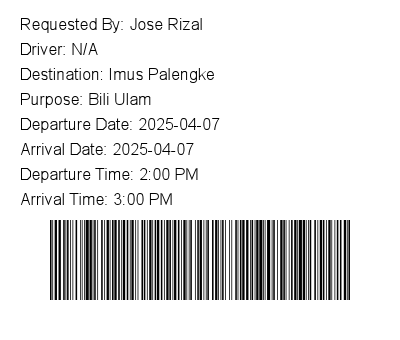 Requested By: Jose Rizal
Driver: N/A
Destination: Imus Palengke
Purpose: Bili Ulam
Departure Date: 2025-04-07
Arrival Date: 2025-04-07
Departure Time: 2:00 PM
Arrival Time: 3:00 PM